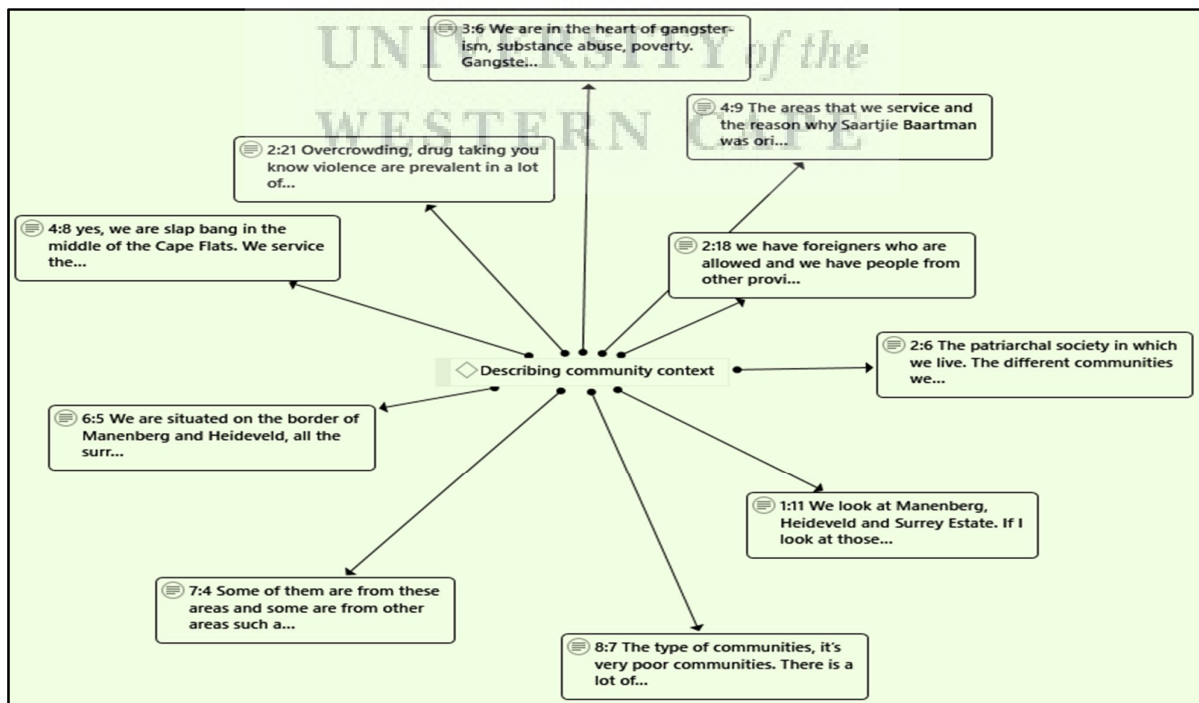 UNIVERSITY of the
WESTERN CAPE
3:6 We are in the heart of gangster-
ism, substance abuse, poverty.
Gangste...
4:9 The areas that we service and
the reason why Saartjie Baartman
was ori...
2:21 Overcrowding, drug taking you
know violence are prevalent in a lot
of...
4:8 yes, we are slap bang in the
middle of the Cape Flats. We service
the...
2:18 we have foreigners who are
allowed and we have people from
other provi...
2:6 The patriarchal society in which
we live. The different communities
we...
Describing community context
6:5 We are situated on the border of
Manenberg and Heideveld, all the
surr...
1:11 We look at Manenberg,
Heideveld and Surrey Estate. If I
look at those...
7:4 Some of them are from these
areas and some are from other
areas such a...
8:7 The type of communities, it's
very poor communities. There is a
lot of...